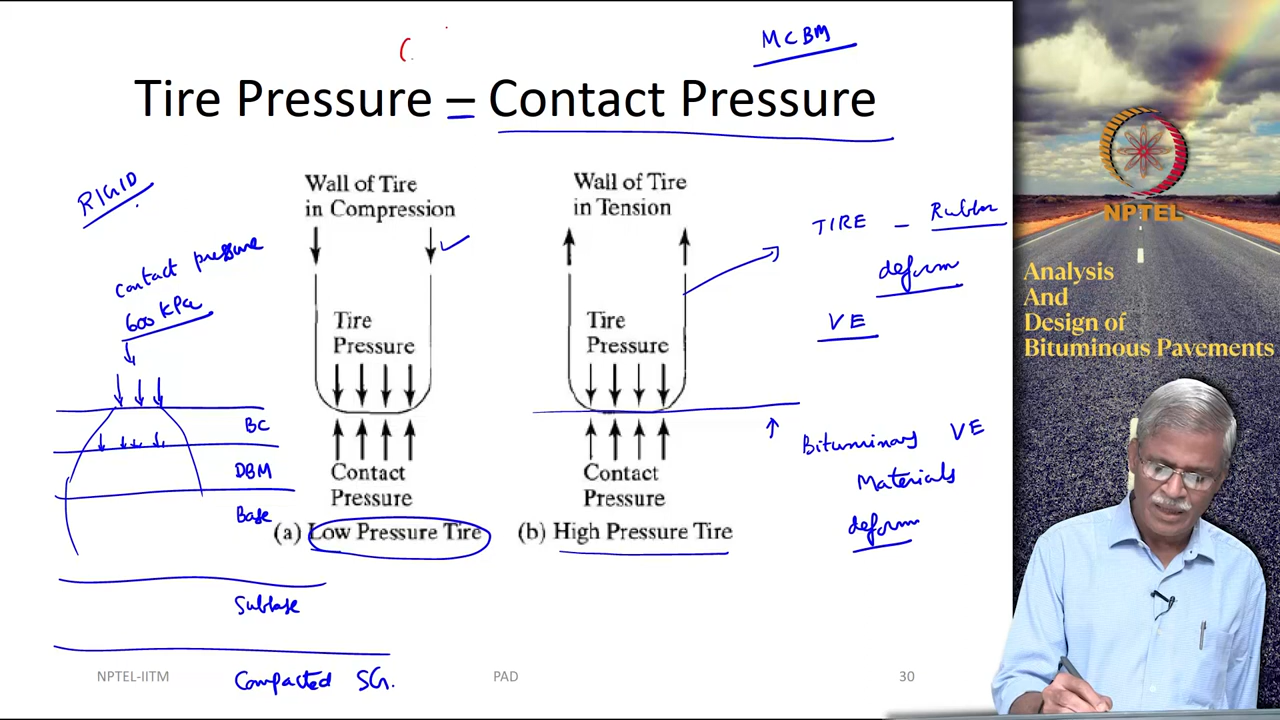 MCBM
Tire Pressure = Contact Pressure
RIGID
contact pressure
600 kPa
BC
DBM
Base
Subbase
Compacted SG.
Wall of Tire
in Compression
Tire
Pressure
Contact
Pressure
(a) Low Pressure Tire
Wall of Tire
in Tension
Tire
Pressure
Contact
Pressure
(b) High Pressure Tire
TIRE - Rubber
deform
VE
Bituminous VE
Materials
deform
NPTEL-IITM
PAD
30
NPTEL
Analysis
And
Design of
Bituminous Pavements